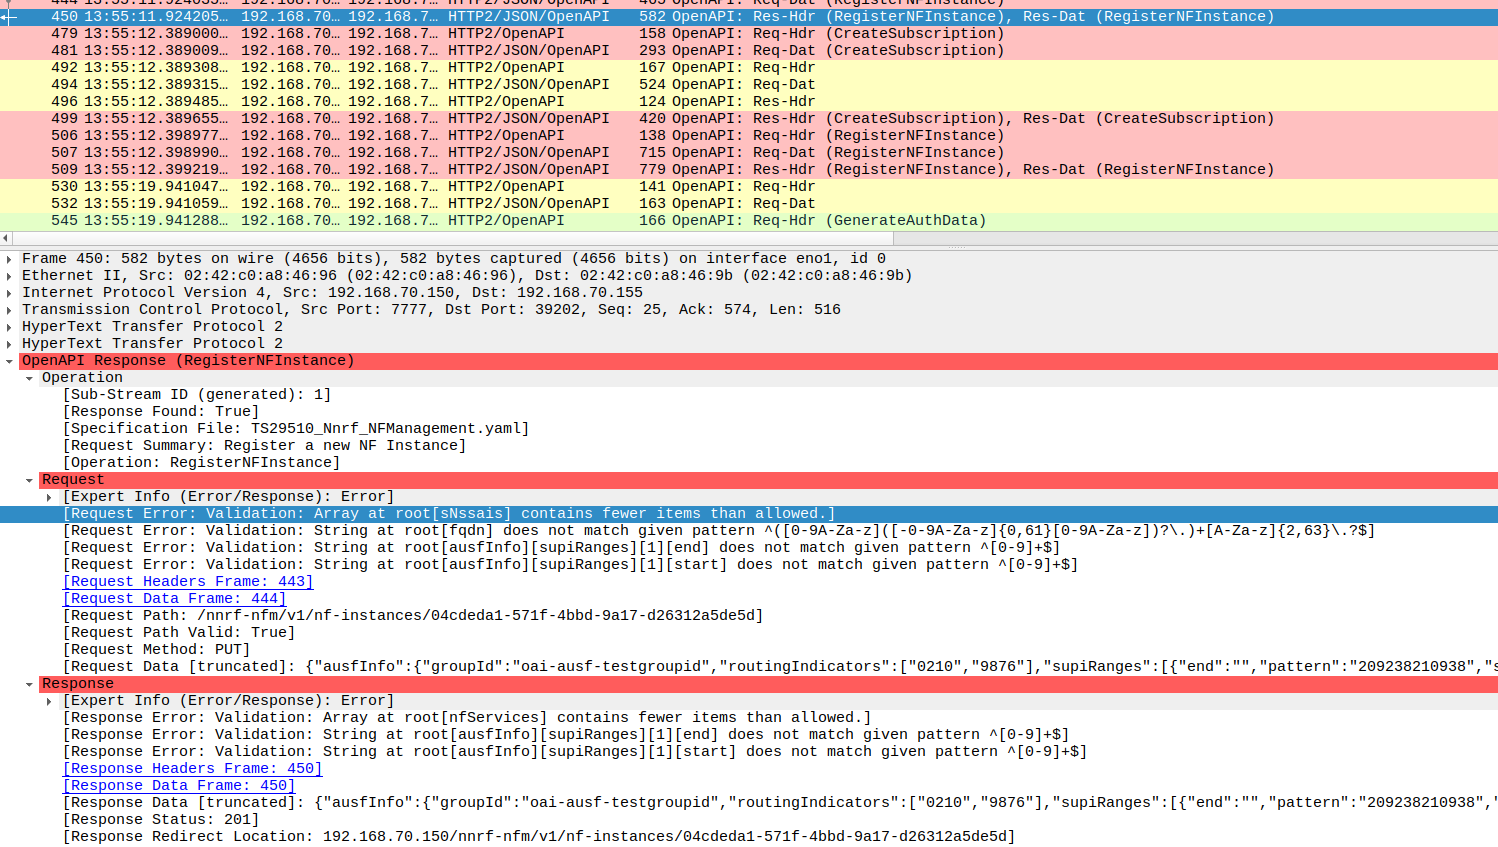 444 13:55:11.924035… 192.168.70… 192.168.7… HTTP2/JSON/OpenAPI 465 OpenAPI: Req-Dat (RegisterNFInstance)
450 13:55:11.924205… 192.168.70… 192.168.7… HTTP2/JSON/OpenAPI 582 OpenAPI: Res-Hdr (RegisterNFInstance), Res-Dat (RegisterNFInstance)
479 13:55:12.389000… 192.168.70… 192.168.7… HTTP2/OpenAPI 158 OpenAPI: Req-Hdr (CreateSubscription)
481 13:55:12.389009… 192.168.70… 192.168.7… HTTP2/JSON/OpenAPI 293 OpenAPI: Req-Dat (CreateSubscription)
492 13:55:12.389308… 192.168.70… 192.168.7… HTTP2/OpenAPI 167 OpenAPI: Req-Hdr
494 13:55:12.389315… 192.168.70… 192.168.7… HTTP2/JSON/OpenAPI 524 OpenAPI: Req-Dat
496 13:55:12.389485… 192.168.70… 192.168.7… HTTP2/OpenAPI 124 OpenAPI: Res-Hdr
499 13:55:12.389655… 192.168.70… 192.168.7… HTTP2/JSON/OpenAPI 420 OpenAPI: Res-Hdr (CreateSubscription), Res-Dat (CreateSubscription)
506 13:55:12.398977… 192.168.70… 192.168.7… HTTP2/OpenAPI 138 OpenAPI: Req-Hdr (RegisterNFInstance)
507 13:55:12.398990… 192.168.70… 192.168.7… HTTP2/JSON/OpenAPI 715 OpenAPI: Req-Dat (RegisterNFInstance)
509 13:55:12.399219… 192.168.70… 192.168.7… HTTP2/JSON/OpenAPI 779 OpenAPI: Res-Hdr (RegisterNFInstance), Res-Dat (RegisterNFInstance)
530 13:55:19.941047… 192.168.70… 192.168.7… HTTP2/OpenAPI 141 OpenAPI: Req-Hdr
532 13:55:19.941059… 192.168.70… 192.168.7… HTTP2/JSON/OpenAPI 163 OpenAPI: Req-Dat
545 13:55:19.941288… 192.168.70… 192.168.7… HTTP2/OpenAPI 166 OpenAPI: Req-Hdr (GenerateAuthData)
Frame 450: 582 bytes on wire (4656 bits), 582 bytes captured (4656 bits) on interface eno1, id 0
Ethernet II, Src: 02:42:c0:a8:46:96 (02:42:c0:a8:46:96), Dst: 02:42:c0:a8:46:9b (02:42:c0:a8:46:9b)
Internet Protocol Version 4, Src: 192.168.70.150, Dst: 192.168.70.155
Transmission Control Protocol, Src Port: 7777, Dst Port: 39202, Seq: 25, Ack: 574, Len: 516
HyperText Transfer Protocol 2
HyperText Transfer Protocol 2
OpenAPI Response (RegisterNFInstance)
Operation
[Sub-Stream ID (generated): 1]
[Response Found: True]
[Specification File: TS29510_Nnrf_NFManagement.yaml]
[Request Summary: Register a new NF Instance]
[Operation: RegisterNFInstance]
Request
[Expert Info (Error/Response): Error]
[Request Error: Validation: Array at root[sNssais] contains fewer items than allowed.]
[Request Error: Validation: String at root[fqdn] does not match given pattern ^([0-9A-Za-z]([-0-9A-Za-z]{0,61}[0-9A-Za-z])?\.)+[A-Za-z]{2,63}\.?$]
[Request Error: Validation: String at root[ausfInfo][supiRanges][1][end] does not match given pattern ^[0-9]+$]
[Request Error: Validation: String at root[ausfInfo][supiRanges][1][start] does not match given pattern ^[0-9]+$]
[Request Headers Frame: 443]
[Request Data Frame: 444]
[Request Path: /nnrf-nfm/v1/nf-instances/04cdeda1-571f-4bbd-9a17-d26312a5de5d]
[Request Path Valid: True]
[Request Method: PUT]
[Request Data [truncated]: {"ausfInfo":{"groupId":"oai-ausf-testgroupid","routingIndicators":["0210","9876"],"supiRanges":[{"end":"","pattern":"209238210938","s
Response
[Expert Info (Error/Response): Error]
[Response Error: Validation: Array at root[nfServices] contains fewer items than allowed.]
[Response Error: Validation: String at root[ausfInfo][supiRanges][1][end] does not match given pattern ^[0-9]+$]
[Response Error: Validation: String at root[ausfInfo][supiRanges][1][start] does not match given pattern ^[0-9]+$]
[Response Headers Frame: 450]
[Response Data Frame: 450]
[Response Data [truncated]: {"ausfInfo":{"groupId":"oai-ausf-testgroupid","routingIndicators":["0210","9876"],"supiRanges":[{"end":"","pattern":"209238210938","
[Response Status: 201]
[Response Redirect Location: 192.168.70.150/nnrf-nfm/v1/nf-instances/04cdeda1-571f-4bbd-9a17-d26312a5de5d]